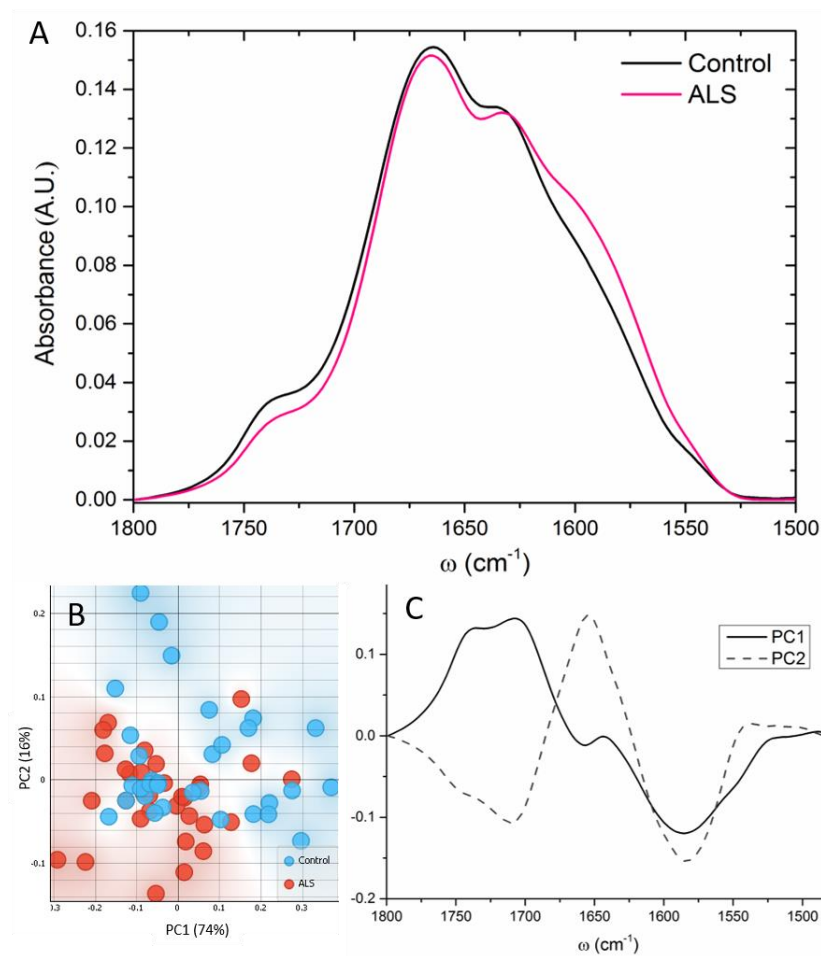 A
Absorbance (A.U.)
0.16
0.14
0.12
0.10
0.08
0.06
0.04
0.02
0.00
Control
ALS
1800 1750 1700 1650 1600 1550 1500
ω (cm-1)
B
PC2 (16%)
0.2
0.1
0
-0.1
Control
ALS
0.3 -0.2 -0.1 0 0.1 0.2 0.3
PC1 (74%)
C
0.1
0.0
-0.1
-0.2
PC1
PC2
1800 1750 1700 1650 1600 1550 1500
ω (cm-1)